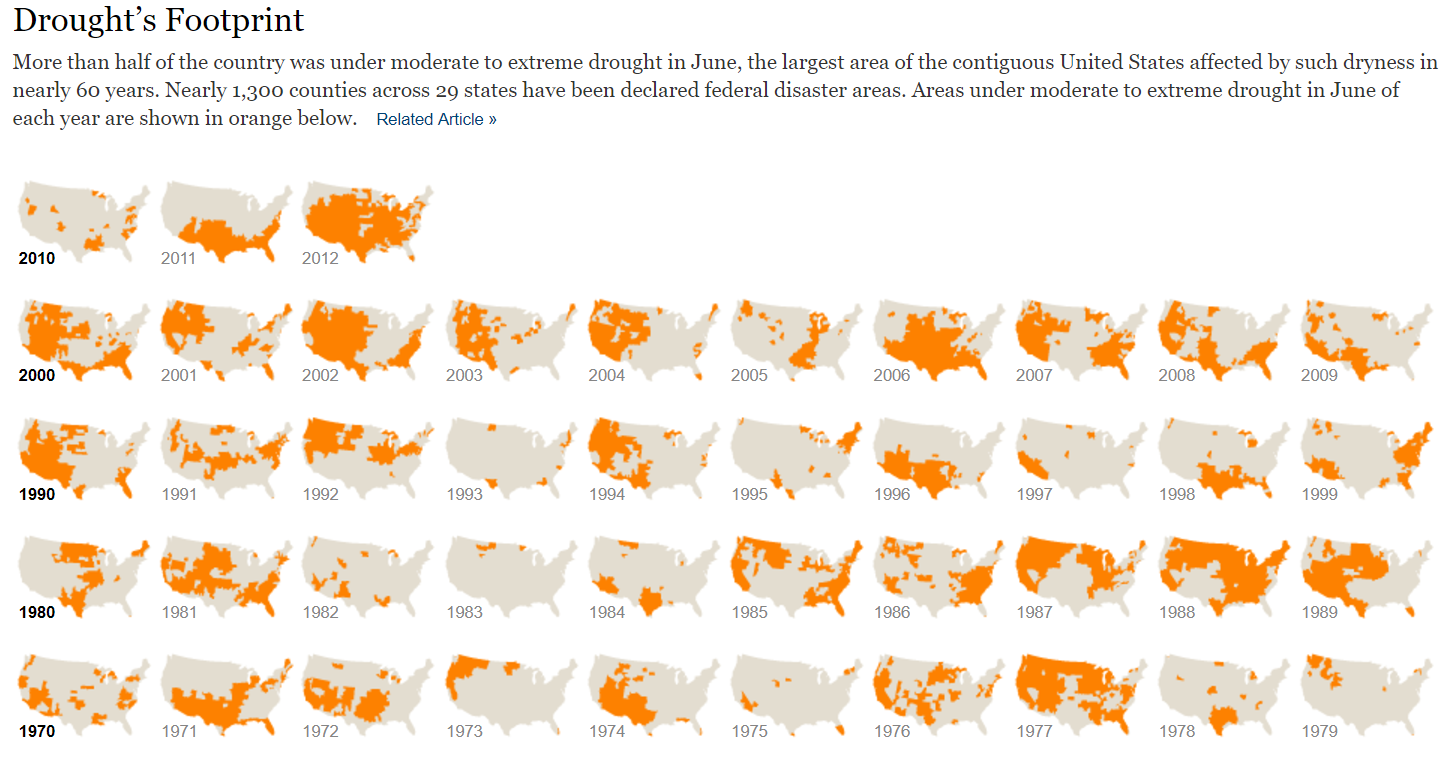 Drought’s Footprint
More than half of the country was under moderate to extreme drought in June, the largest area of the contiguous United States affected by such dryness in
nearly 60 years. Nearly 1,300 counties across 29 states have been declared federal disaster areas. Areas under moderate to extreme drought in June of
each year are shown in orange below. Related Article »
2010 2011 2012
2000 2001 2002 2003 2004 2005 2006 2007 2008 2009
1990 1991 1992 1993 1994 1995 1996 1997 1998 1999
1980 1981 1982 1983 1984 1985 1986 1987 1988 1989
1970 1971 1972 1973 1974 1975 1976 1977 1978 1979